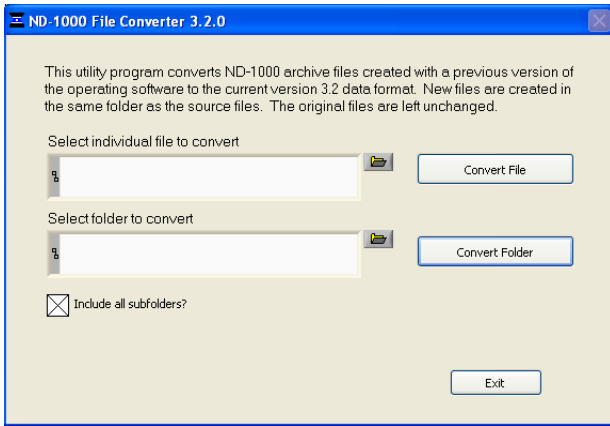 ND-1000 File Converter 3.2.0
This utility program converts ND-1000 archive files created with a previous version of
the operating software to the current version 3.2 data format. New files are created in
the same folder as the source files. The original files are left unchanged.
Select individual file to convert
Convert File
Select folder to convert
Convert Folder
Include all subfolders?
Exit